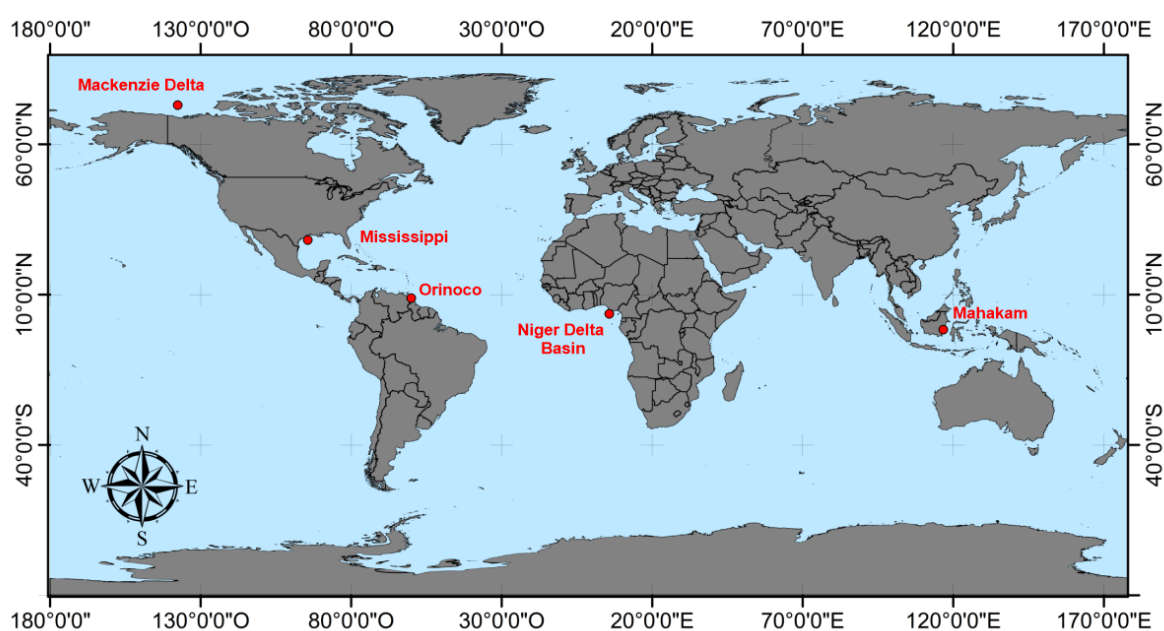 180°0'0"
130°0'0"
80°0'0"O
30°0'0"O
20°0'0"E
70°0'0"E
120°0'0"E
170°0'0"E
60°0'0"N
60°0'0"N
Mackenzie Delta
Mississippi
10°0'0"N
10°0'0"N
Orinoco
Niger Delta
Basin
Mahakam
40°0'0"S
40°0'0"S
N
W
E
S
180°0'0"
130°0'0"
80°0'0"O
30°0'0"O
20°0'0"E
70°0'0"E
120°0'0"E
170°0'0"E